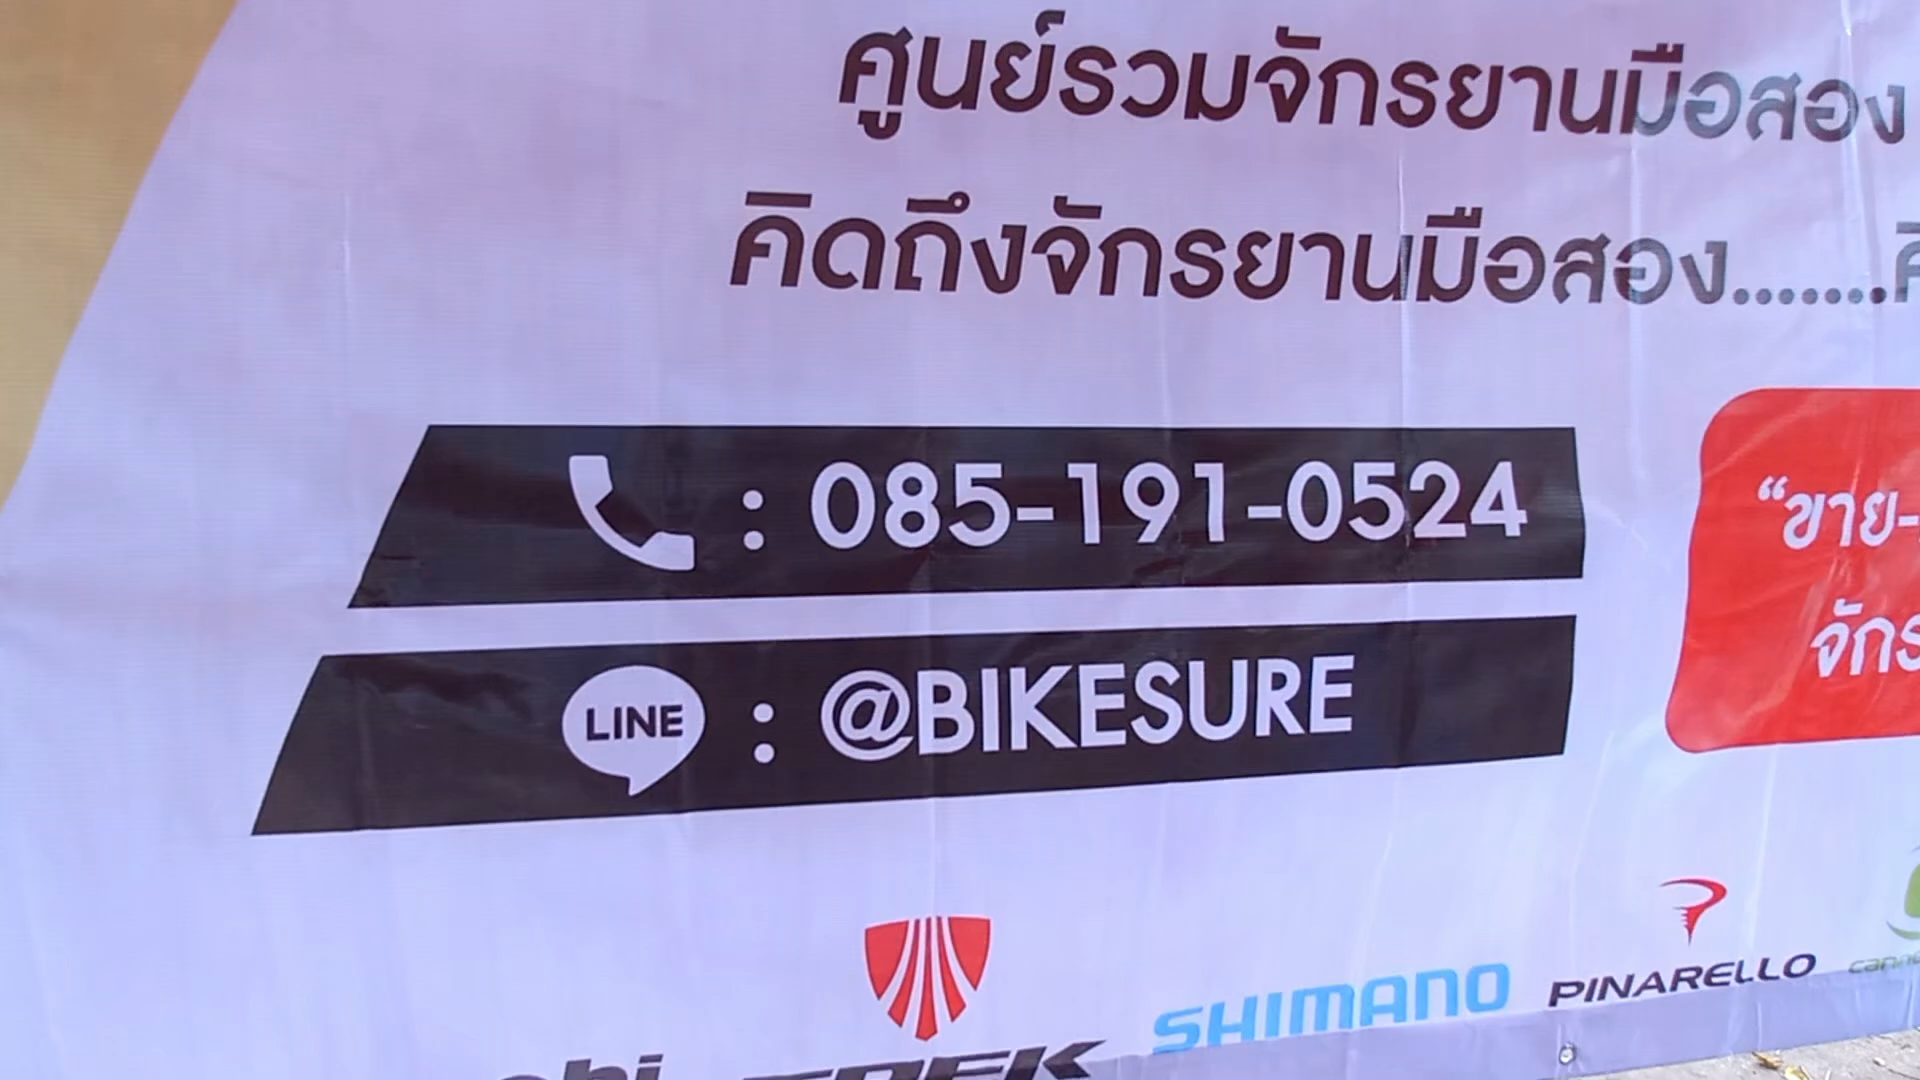 ศูนย์รวมจักรยานมือสอง
คิดถึงจักรยานมือสอง.......
: 085-191-0524
LINE : @BIKESURE
"ขาย-
จักร
TREK
SHIMANO
PINARELLO